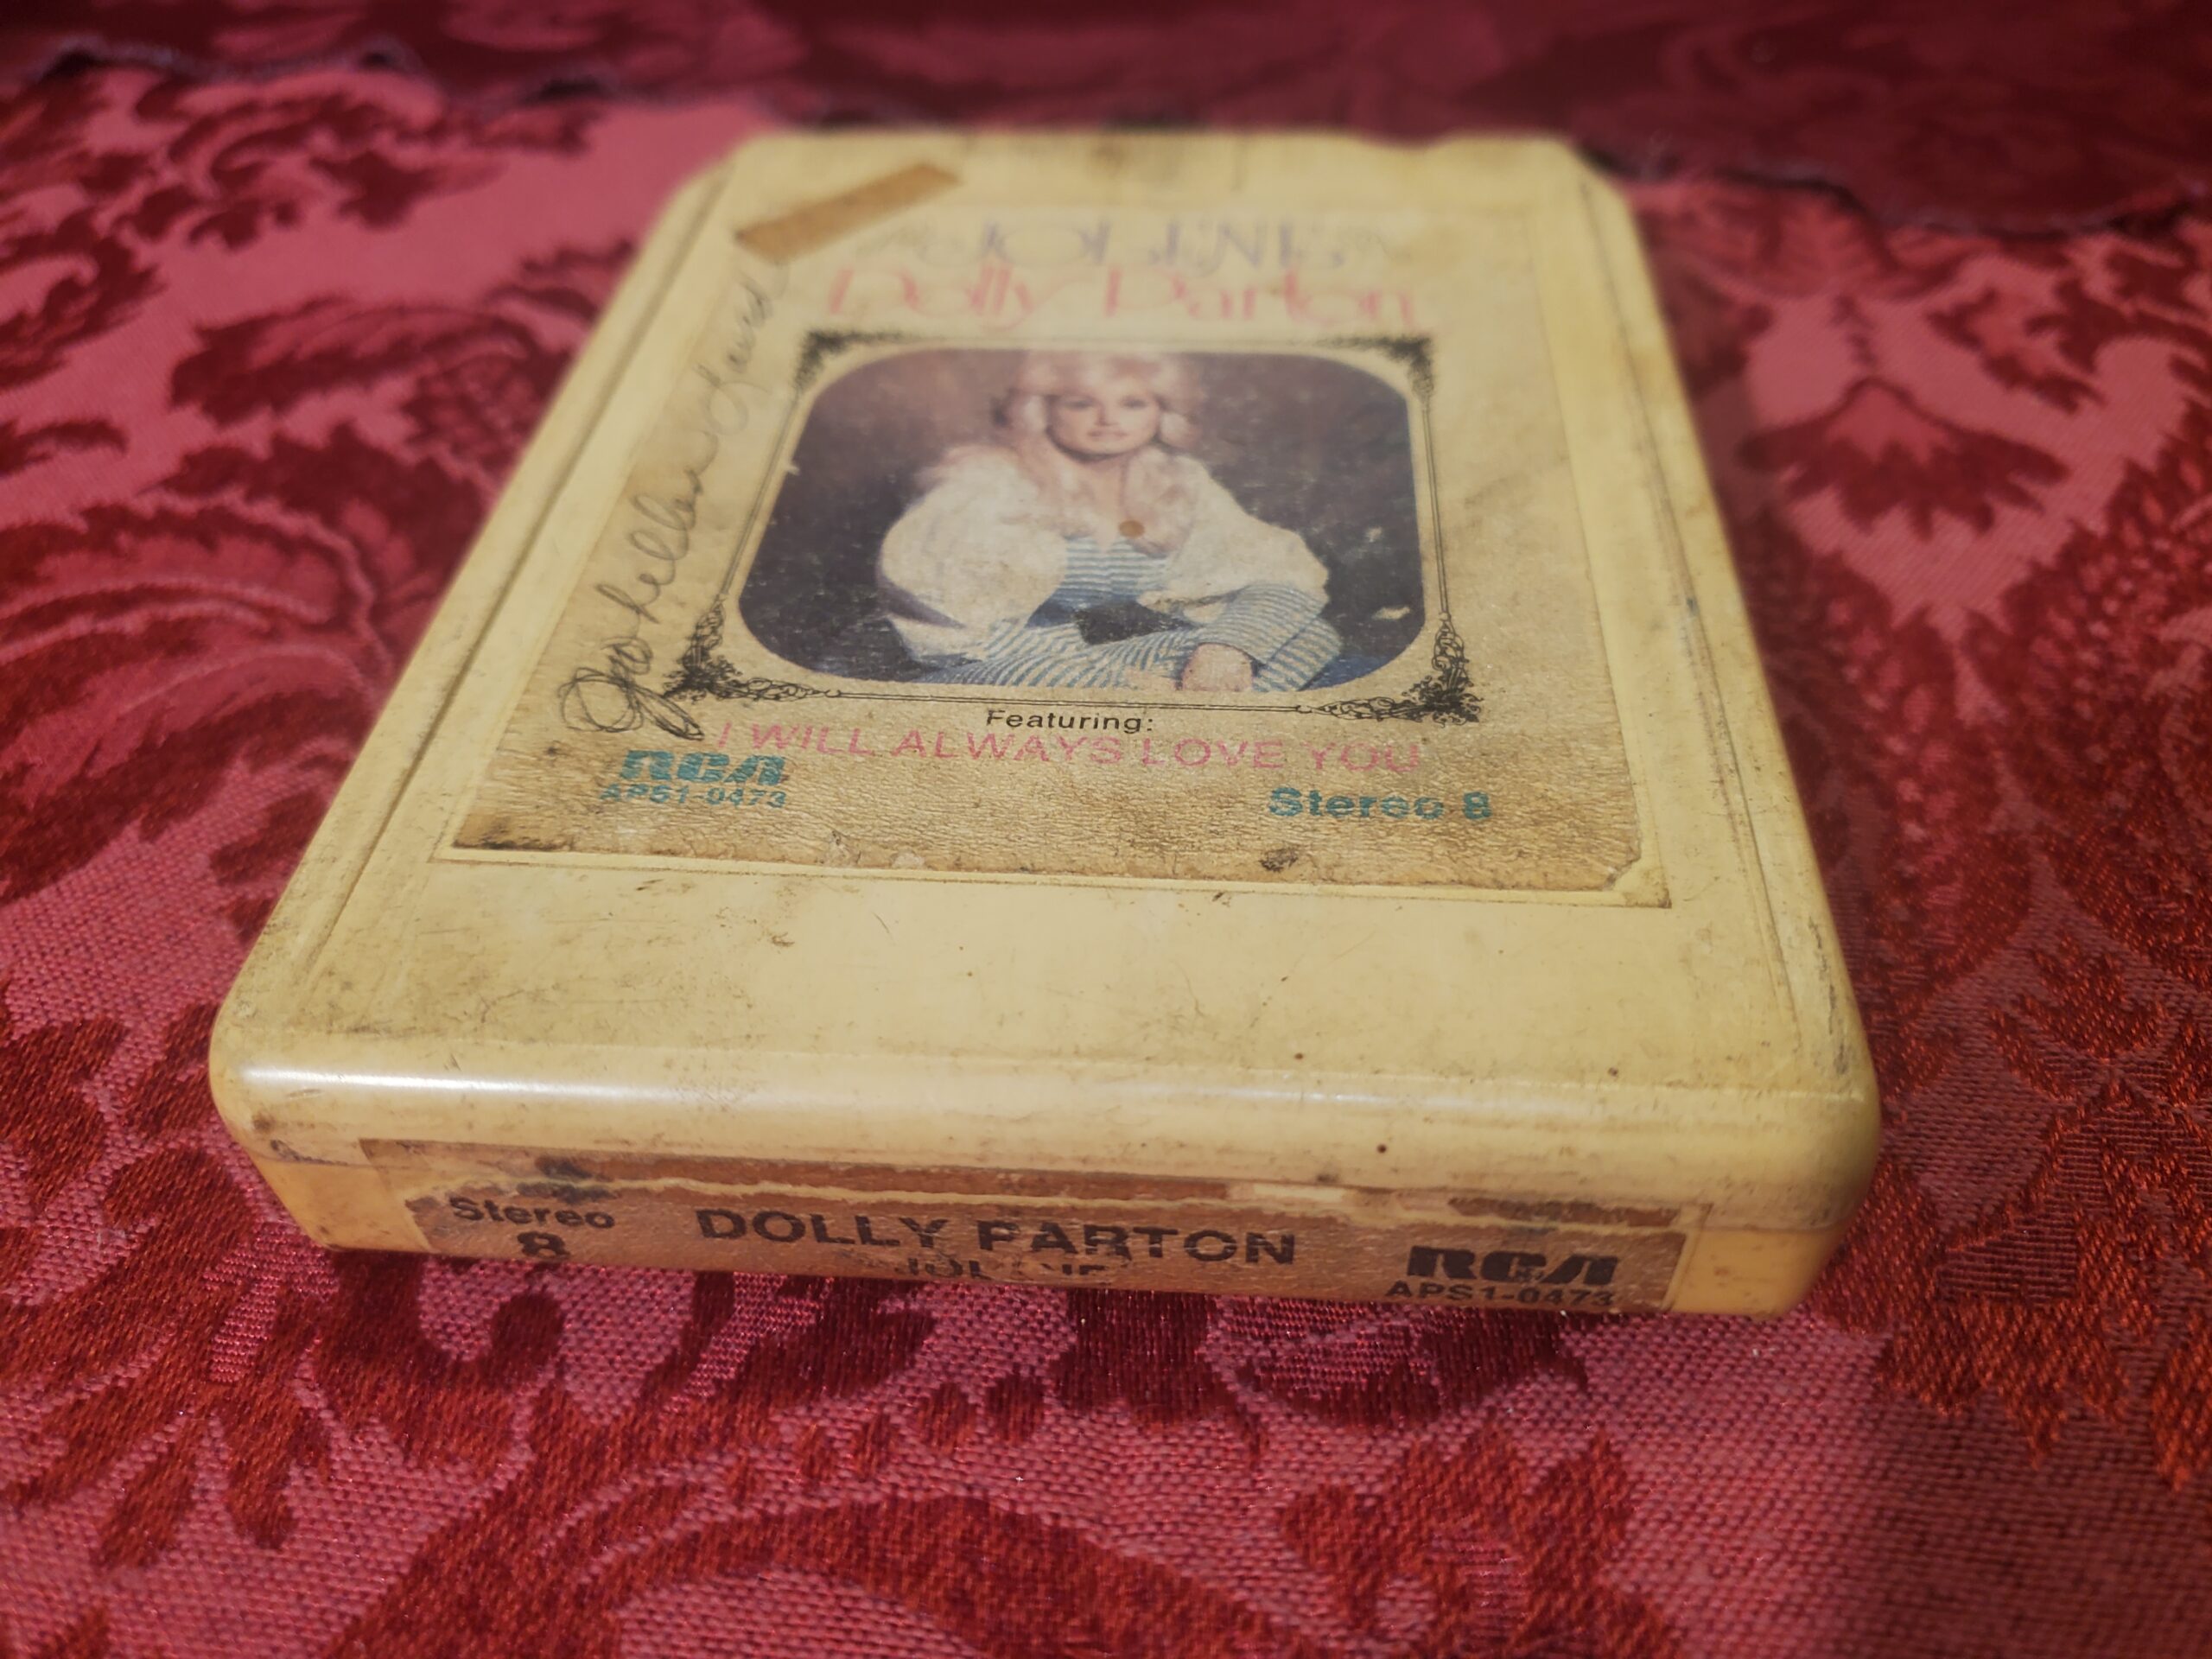 JOLENE
Dolly Parton
Featuring:
I WILL ALWAYS LOVE YOU
RCA
APS1-0473
Stereo 8
Stereo
8
DOLLY PARTON
JOLENE
RCA
APS1-0473